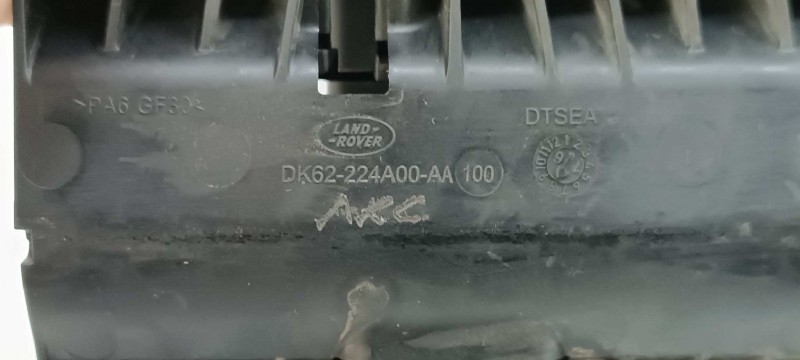 >PA6 GF30<
DTSEA
LAND-
-ROVER
DK62-224A00-AA 100